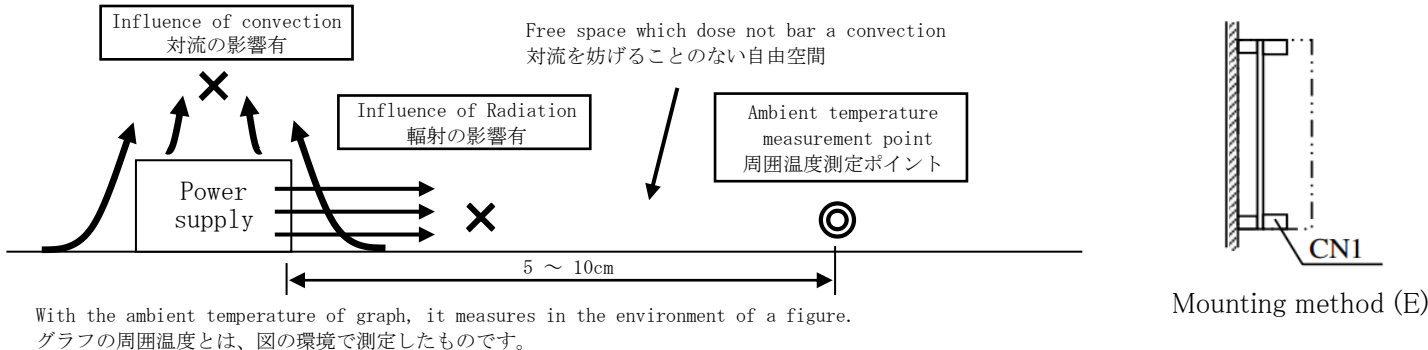 Influence of convection
対流の影響有
Free space which dose not bar a convection
対流を妨げることのない自由空間
Influence of Radiation
輻射の影響有
Ambient temperature
measurement point
周囲温度測定ポイント
Power
supply
5 ～ 10cm
With the ambient temperature of graph, it measures in the environment of a figure.
グラフの周囲温度とは、図の環境で測定したものです。
CN1
Mounting method (E)